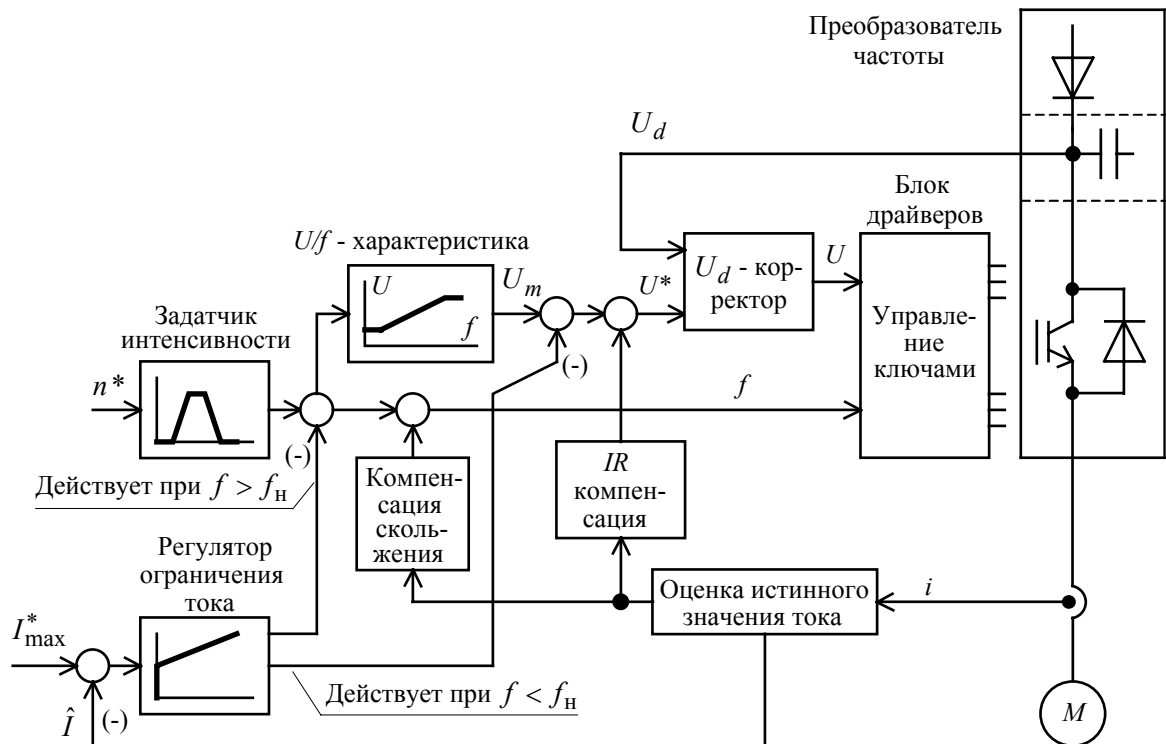 Преобразователь
частоты
U_d
Блок
драйверов
U/f - характеристика
U
f
U_m
U*
U_d - кор-
ректор
U
Задатчик
интенсивности
n*
(-)
(-)
Управле-
ние
ключами
f
Действует при f > f_н
Компен-
сация
сколь-
жения
IR
компен-
сация
Регулятор
ограничения
тока
Оценка истинного
значения тока
i
I*_max
Действует при f < f_н
Î
(-)
M